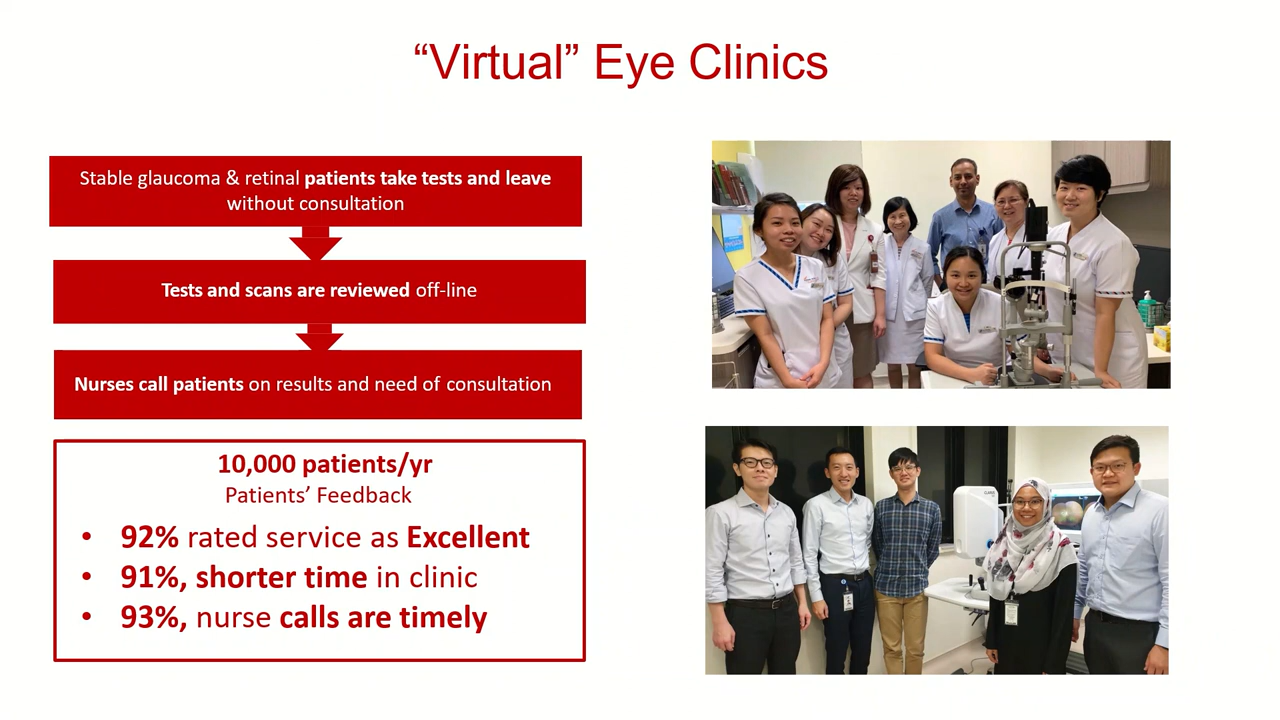 “Virtual” Eye Clinics
Stable glaucoma & retinal patients take tests and leave
without consultation
Tests and scans are reviewed off-line
Nurses call patients on results and need of consultation
10,000 patients/yr
Patients’ Feedback
• 92% rated service as Excellent
• 91%, shorter time in clinic
• 93%, nurse calls are timely